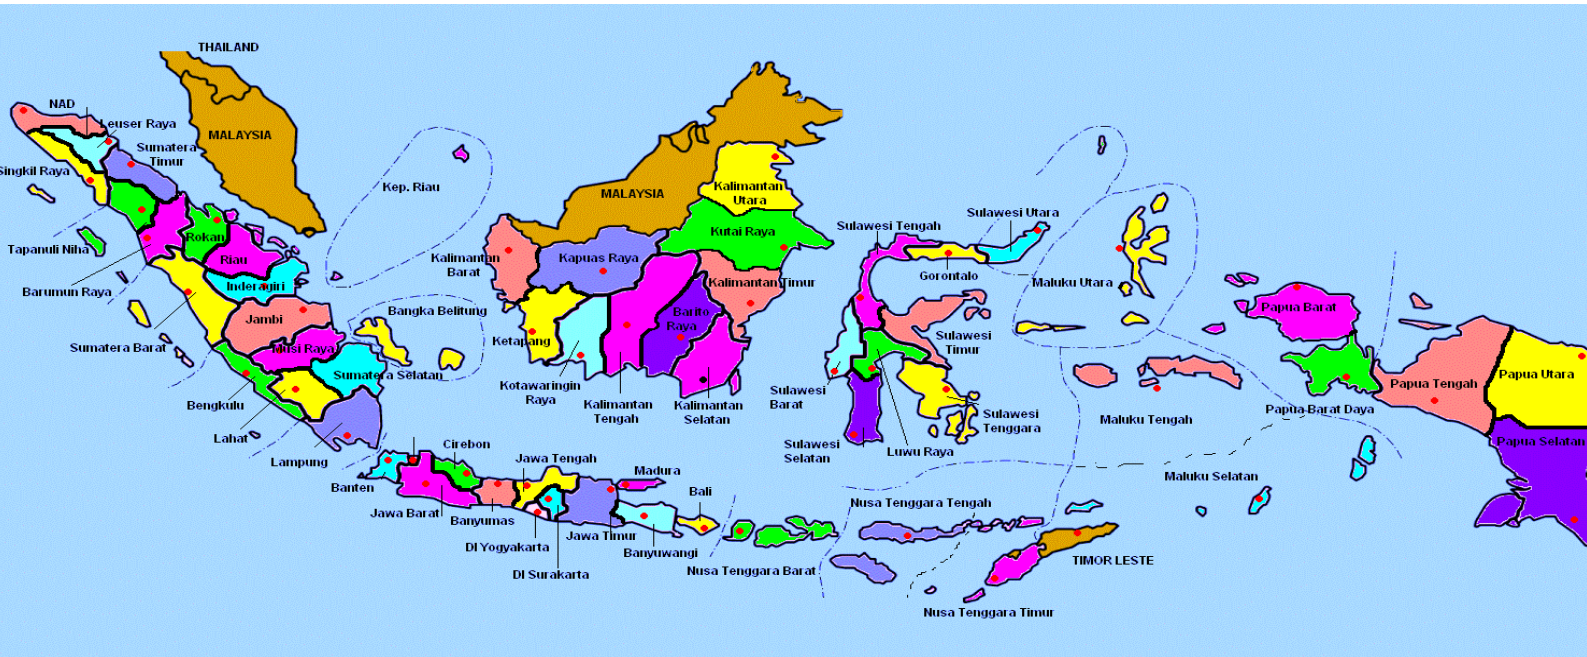 THAILAND
NAD
Leuser Raya
MALAYSIA
Sumatera
Timur
Singkil Raya
Kep. Riau
MALAYSIA
Kalimantan
Utara
Tapanuli Niha
Rokan
Riau
Barumun Raya
Inderagiri
Jambi
Bangka Belitung
Sumatera Barat
Musi Raya
Sumatera Selatan
Bengkulu
Lahat
Lampung
Kalimantan
Barat
Kapuas Raya
Kutai Raya
Kalimantan Timur
Barito
Raya
Ketapang
Kotawaringin
Raya
Kalimantan
Tengah
Kalimantan
Selatan
Sulawesi Tengah
Sulawesi Utara
Gorontalo
Maluku Utara
Sulawesi
Timur
Sulawesi
Barat
Sulawesi
Selatan
Luwu Raya
Sulawesi
Tenggara
Maluku Tengah
Maluku Selatan
Papua Barat
Papua Barat Daya
Papua Tengah
Papua Utara
Papua Selatan
Banten
Cirebon
Jawa Barat
Jawa Tengah
Banyumas
DI Yogyakarta
DI Surakarta
Jawa Timur
Madura
Banyuwangi
Bali
Nusa Tenggara Barat
Nusa Tenggara Tengah
Nusa Tenggara Timur
TIMOR LESTE